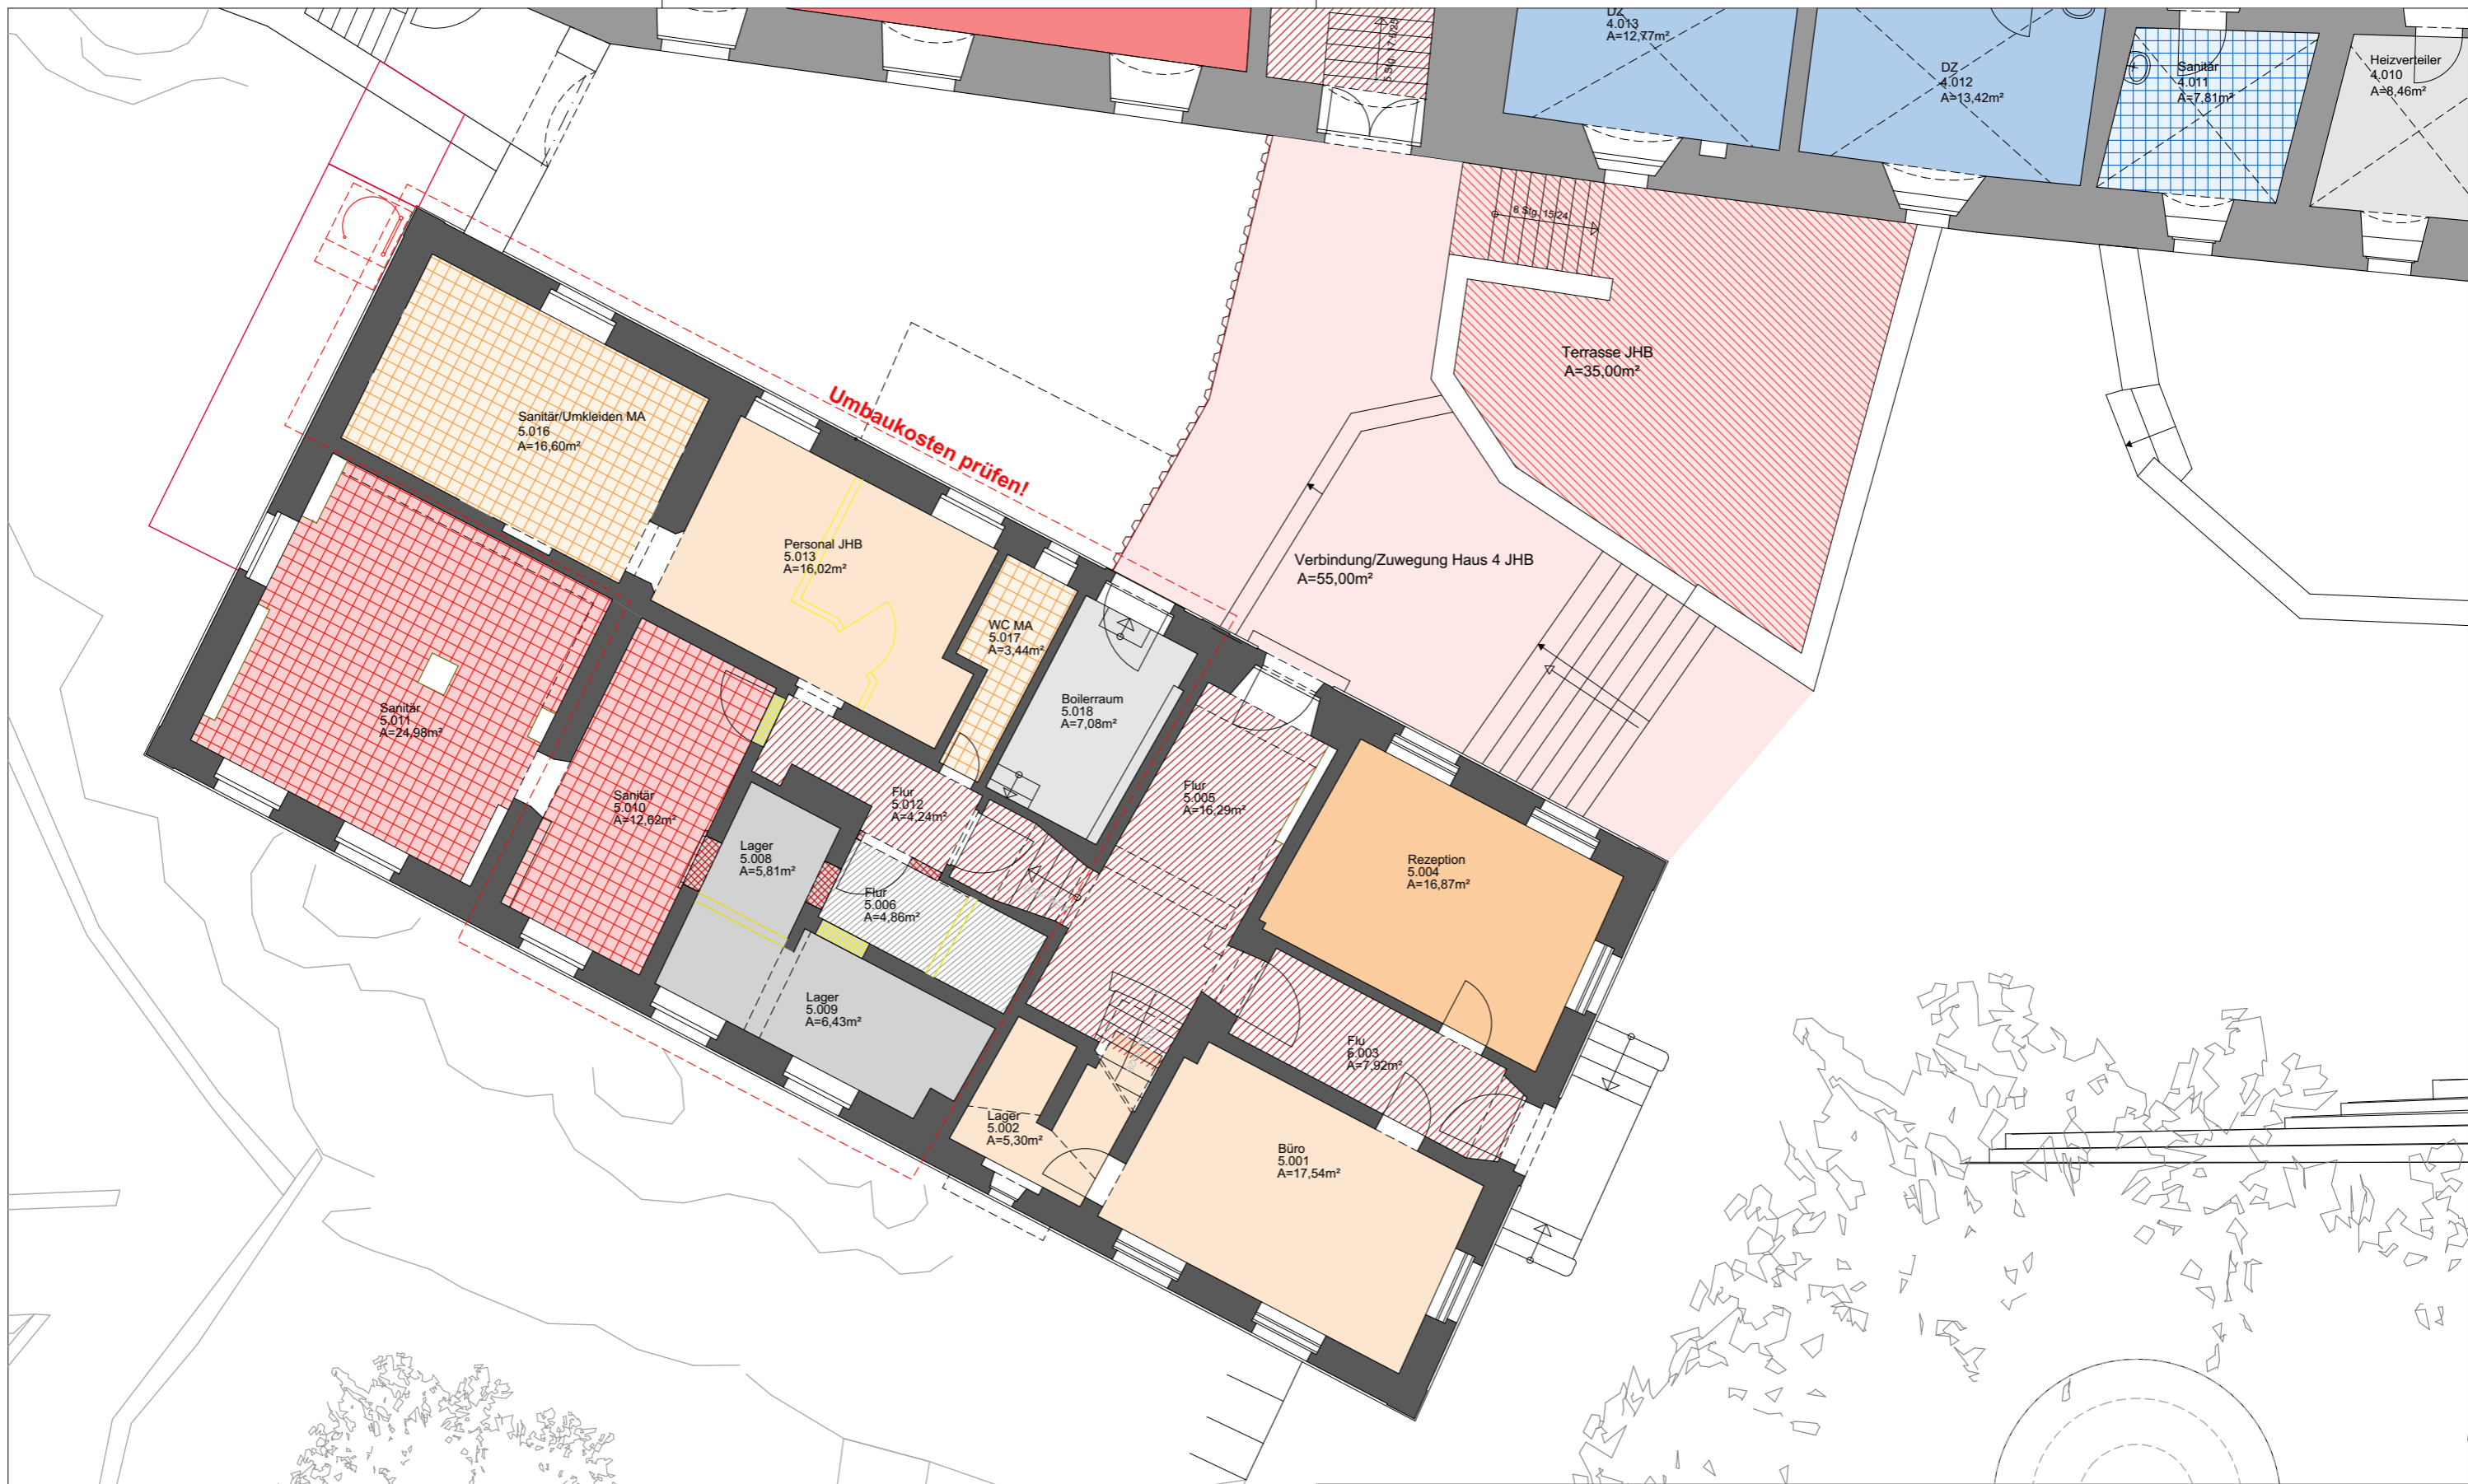 DZ
4.013
A=12,77m²
5 Stg. 17,5/25
DZ
4.012
A=13,42m²
Sanitär
4.011
A=7,81m²
Heizverteiler
4.010
A=8,46m²
8 Stg. 15/24
Terrasse JHB
A=35,00m²
Umbaukosten prüfen!
Sanitär/Umkleiden MA
5.016
A=16,60m²
Personal JHB
5.013
A=16,02m²
Verbindung/Zuwegung Haus 4 JHB
A=55,00m²
WC MA
5.017
A=3,44m²
Boilerraum
5.018
A=7,08m²
Sanitär
5.011
A=24,98m²
Sanitär
5.010
A=12,62m²
Flur
5.012
A=4,24m²
Flur
5.005
A=16,29m²
Lager
5.008
A=5,81m²
Flur
5.006
A=4,86m²
Rezeption
5.004
A=16,87m²
Lager
5.009
A=6,43m²
Flu
r
5.003
A=7,92m²
Lager
5.002
A=5,30m²
Büro
5.001
A=17,54m²